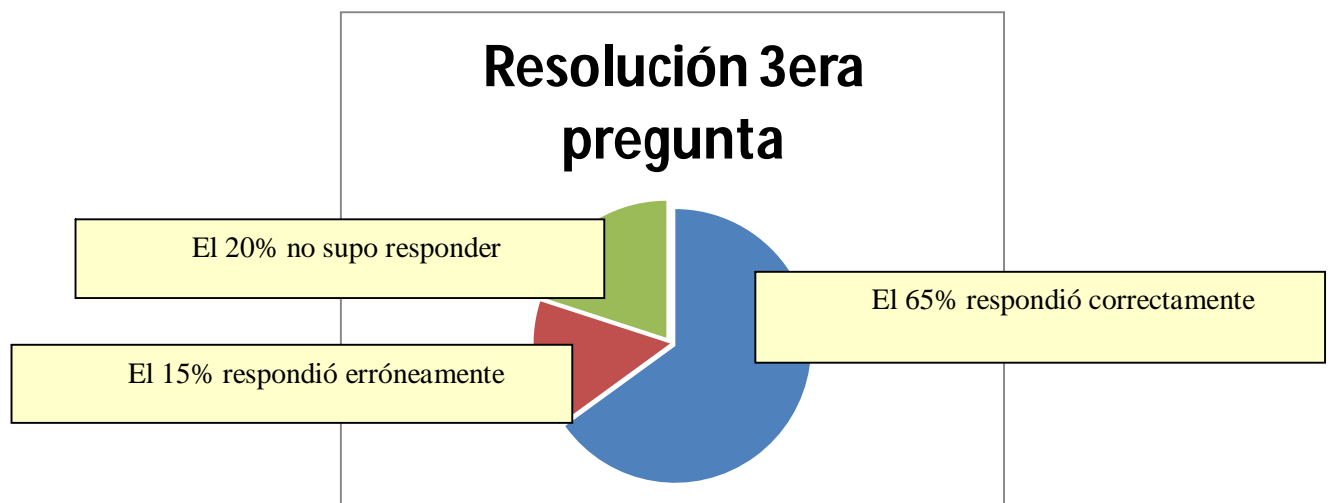 Resolución 3era
pregunta
El 20% no supo responder
El 65% respondió correctamente
El 15% respondió erróneamente